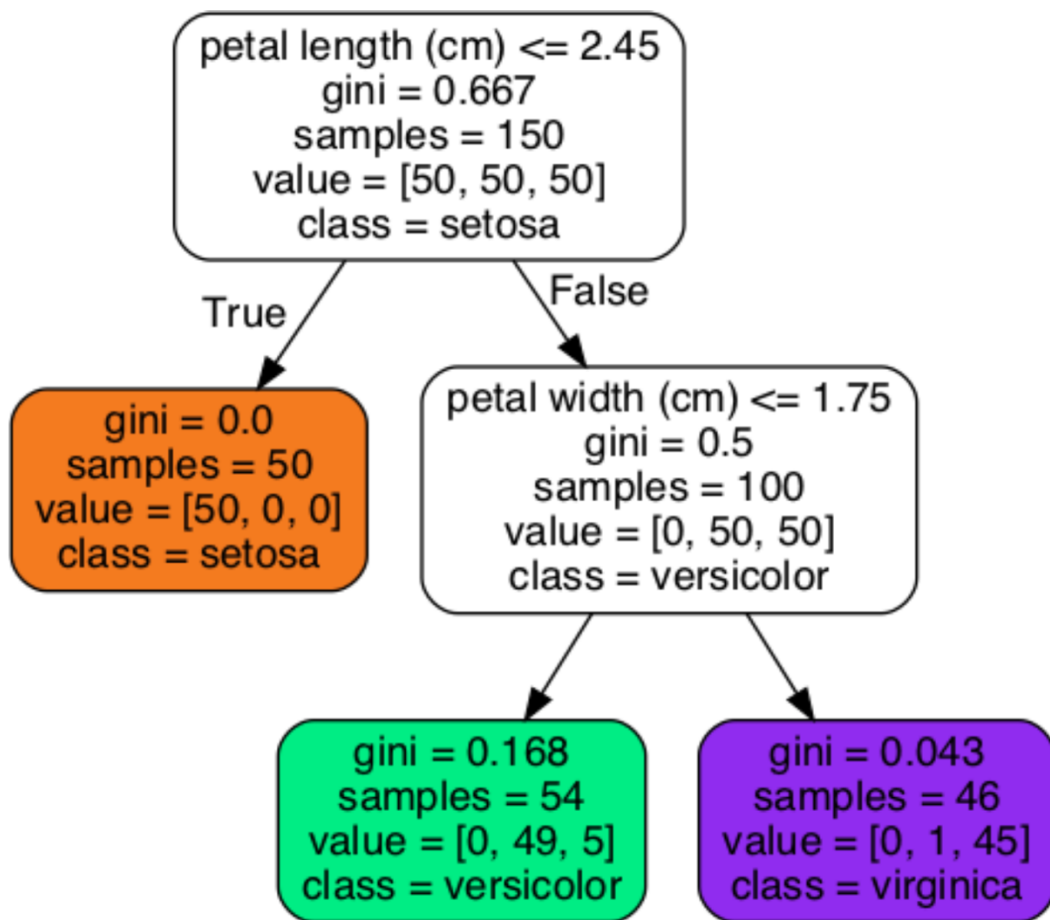 petal length (cm) <= 2.45
gini = 0.667
samples = 150
value = [50, 50, 50]
class = setosa
True
False
gini = 0.0
samples = 50
value = [50, 0, 0]
class = setosa
petal width (cm) <= 1.75
gini = 0.5
samples = 100
value = [0, 50, 50]
class = versicolor
gini = 0.168
samples = 54
value = [0, 49, 5]
class = versicolor
gini = 0.043
samples = 46
value = [0, 1, 45]
class = virginica